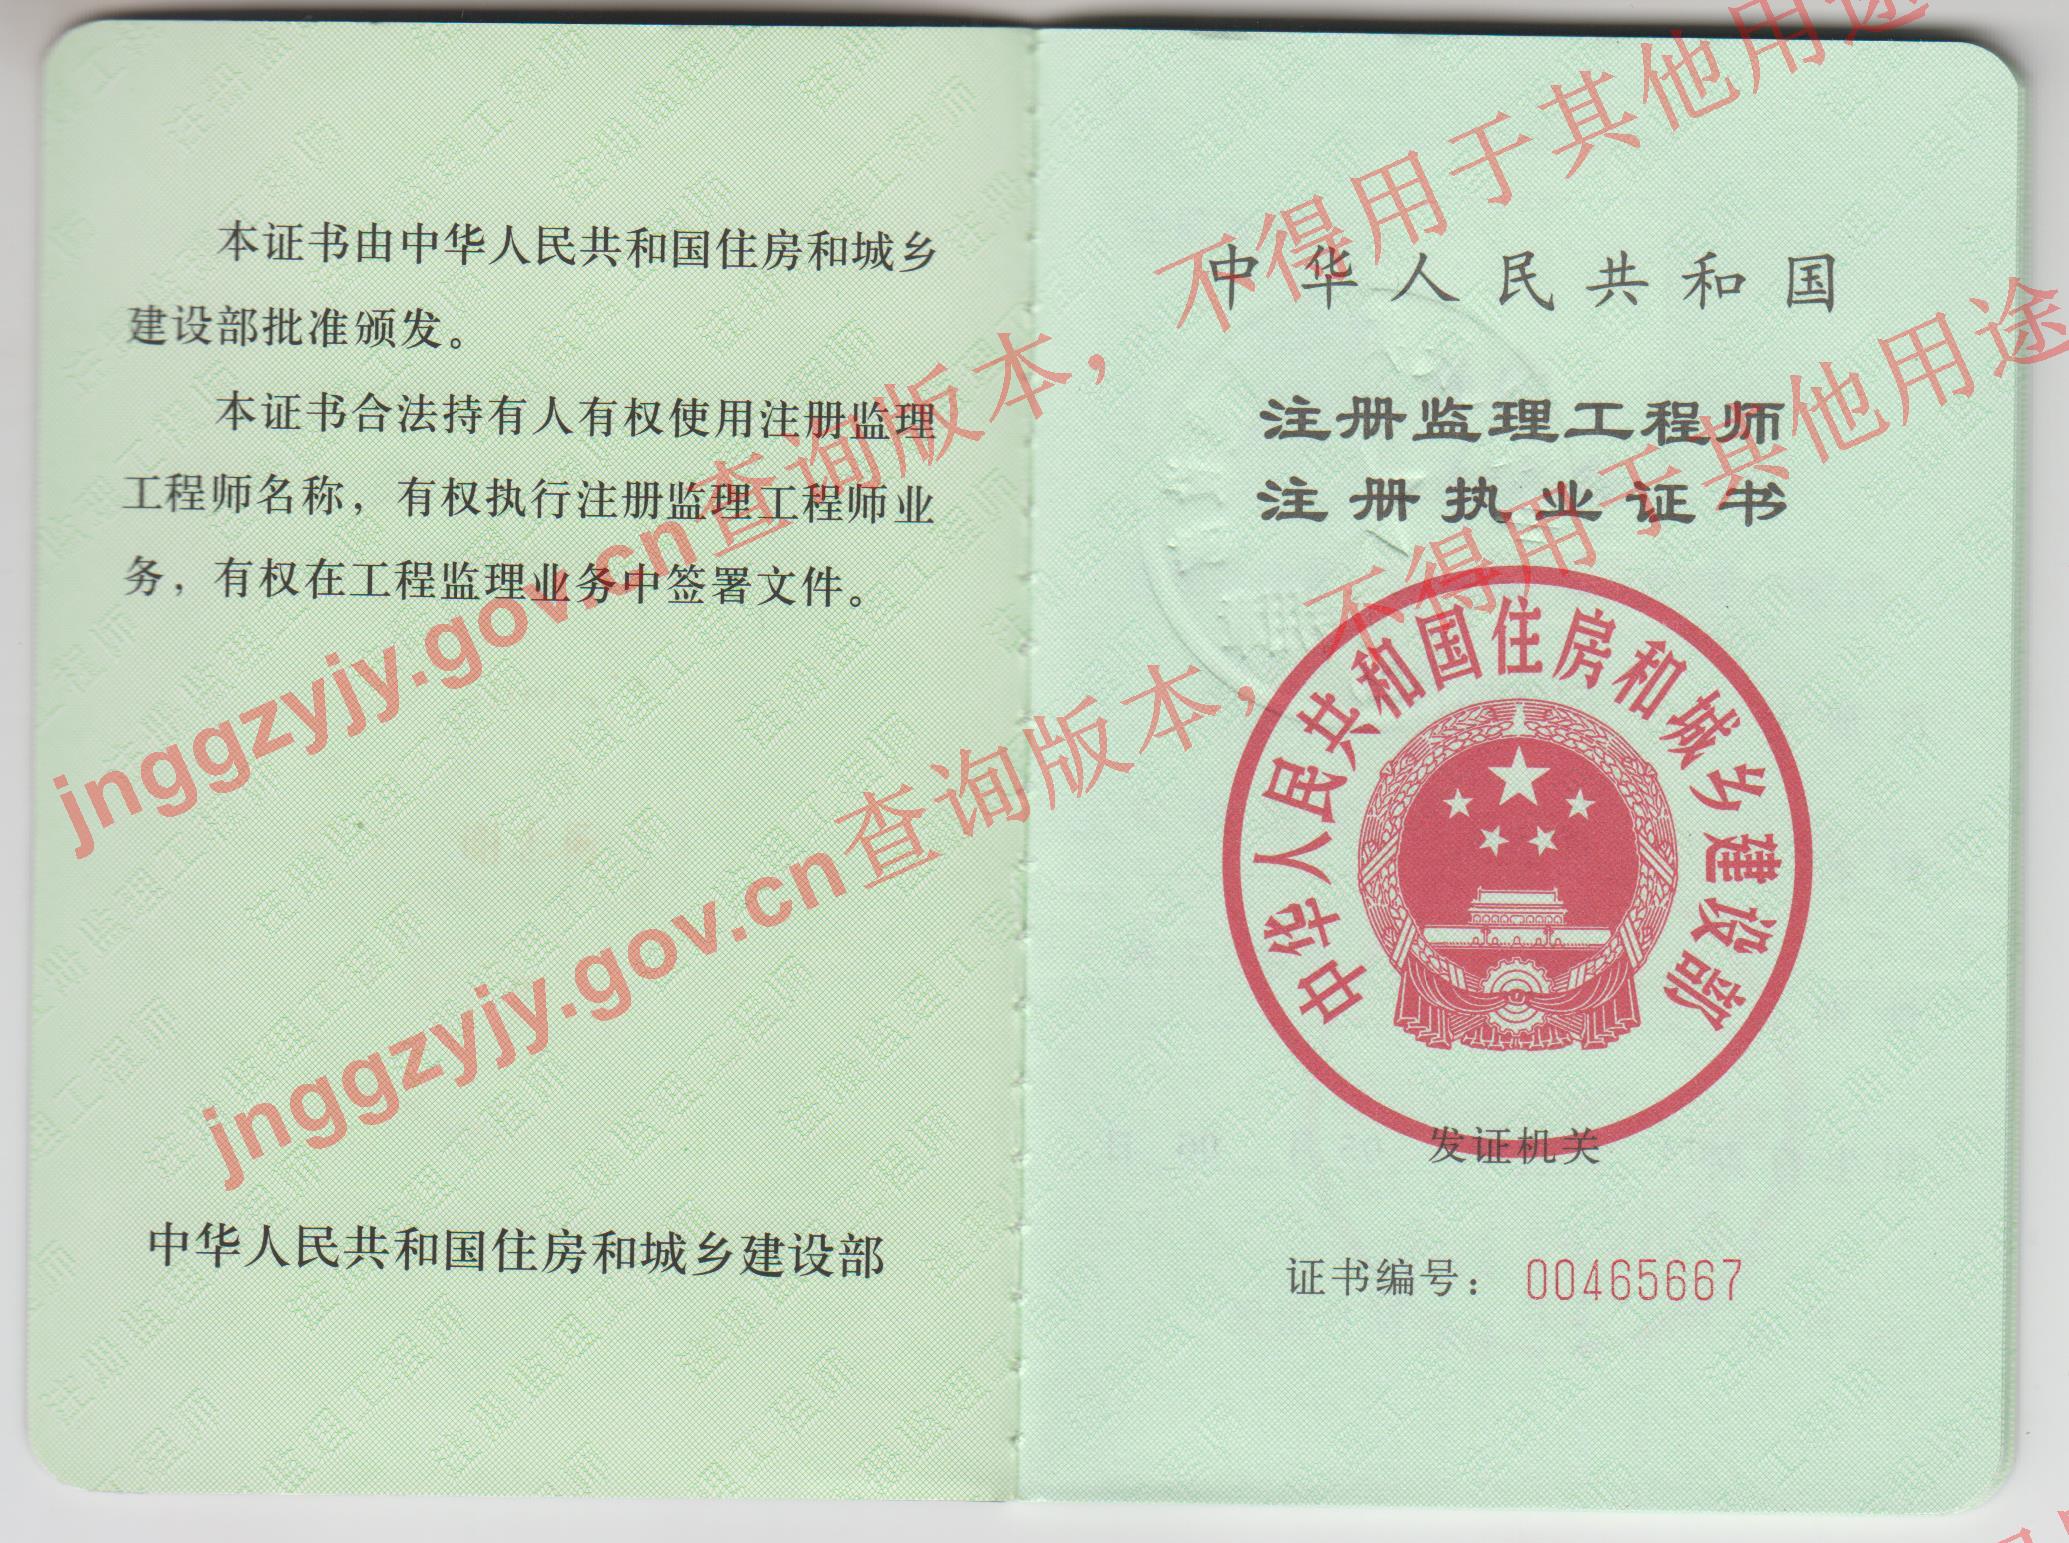 本证书由中华人民共和国住房和城乡
建设部批准颁发。
本证书合法持有人有权使用注册监理
工程师名称，有权执行注册监理工程师业
务，有权在工程监理业务中签署文件。
中华人民共和国住房和城乡建设部
中华人民共和国
注册监理工程师
注册执业证书
中华人民共和国住房和城乡建设部
发证机关
证书编号： 00465667
jnggzyjy.gov.cn查询版本，不得用于其他用途
jnggzyjy.gov.cn查询版本，不得用于其他用途